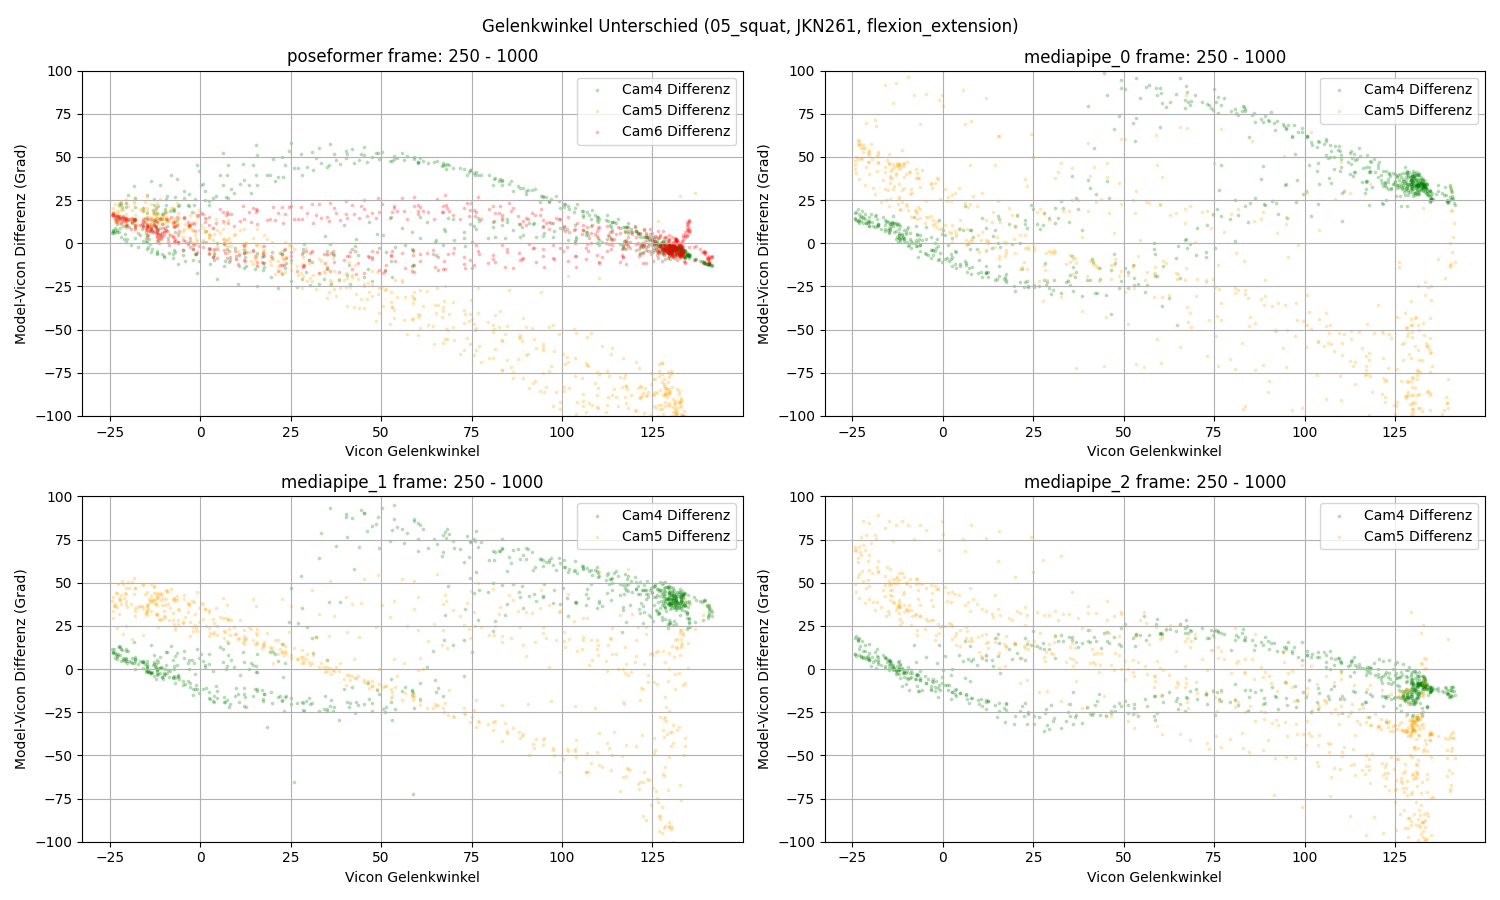 Gelenkwinkel Unterschied (05_squat, JKN261, flexion_extension)
poseformer frame: 250 - 1000
100
75
50
25
0
−25
−50
−75
−100
Model-Vicon Differenz (Grad)
Cam4 Differenz
Cam5 Differenz
Cam6 Differenz
−25 0 25 50 75 100 125
Vicon Gelenkwinkel
mediapipe_0 frame: 250 - 1000
100
75
50
25
0
−25
−50
−75
−100
Model-Vicon Differenz (Grad)
Cam4 Differenz
Cam5 Differenz
−25 0 25 50 75 100 125
Vicon Gelenkwinkel
mediapipe_1 frame: 250 - 1000
100
75
50
25
0
−25
−50
−75
−100
Model-Vicon Differenz (Grad)
Cam4 Differenz
Cam5 Differenz
−25 0 25 50 75 100 125
Vicon Gelenkwinkel
mediapipe_2 frame: 250 - 1000
100
75
50
25
0
−25
−50
−75
−100
Model-Vicon Differenz (Grad)
Cam4 Differenz
Cam5 Differenz
−25 0 25 50 75 100 125
Vicon Gelenkwinkel